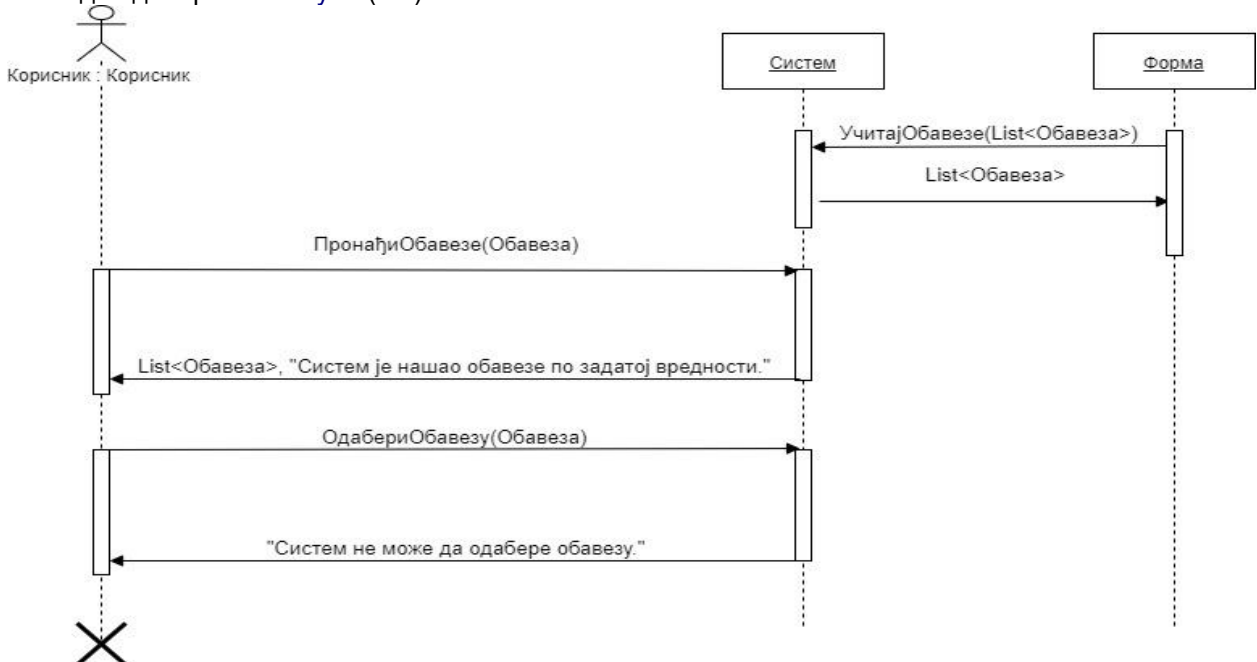 Корисник : Корисник
Систем
Форма
УчитајОбавезе(List<Обавеза>)
List<Обавеза>
ПронађиОбавезе(Обавеза)
List<Обавеза>, "Систем је нашао обавезе по задатој вредности."
ОдабериОбавезу(Обавеза)
"Систем не може да одабере обавезу."